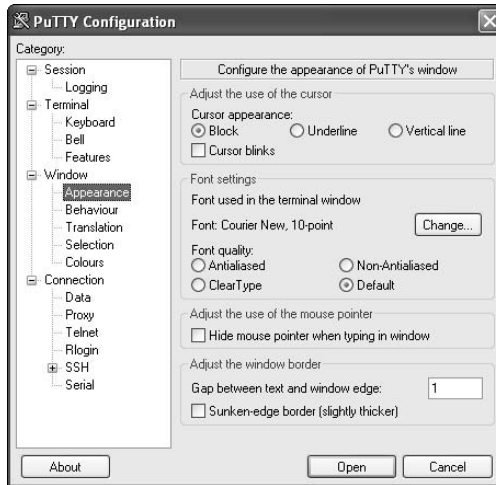 PuTTY Configuration
Category:
Session
Logging
Terminal
Keyboard
Bell
Features
Window
Appearance
Behaviour
Translation
Selection
Colours
Connection
Data
Proxy
Telnet
Rlogin
SSH
Serial
Configure the appearance of PuTTY's window
Adjust the use of the cursor
Cursor appearance:
Block Underline Vertical line
Cursor blinks
Font settings
Font used in the terminal window
Font: Courier New, 10-point Change...
Font quality:
Antialiased Non-Antialiased
ClearType Default
Adjust the use of the mouse pointer
Hide mouse pointer when typing in window
Adjust the window border
Gap between text and window edge: 1
Sunken-edge border (slightly thicker)
About Open Cancel